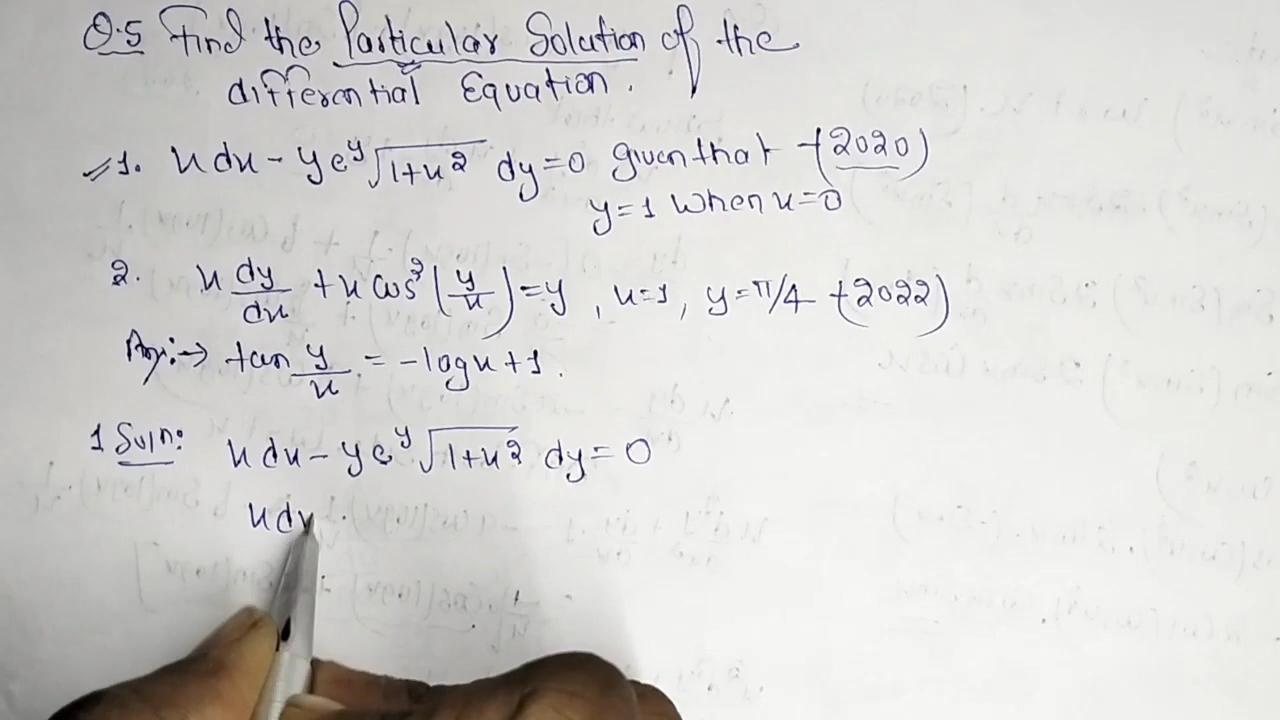 Q.5 Find the Particular Solution of the
differential Equation.
1. x dx - y e^y √(1+x²) dy = 0 given that (2020)
y=1 when x=0
2. x dy/dx + x cos²(y/x) = y, x=1, y=π/4 (2022)
Ans:→ tan y/x = -log x + 1.
1 Soln: x dx - y e^y √(1+x²) dy = 0
x dx